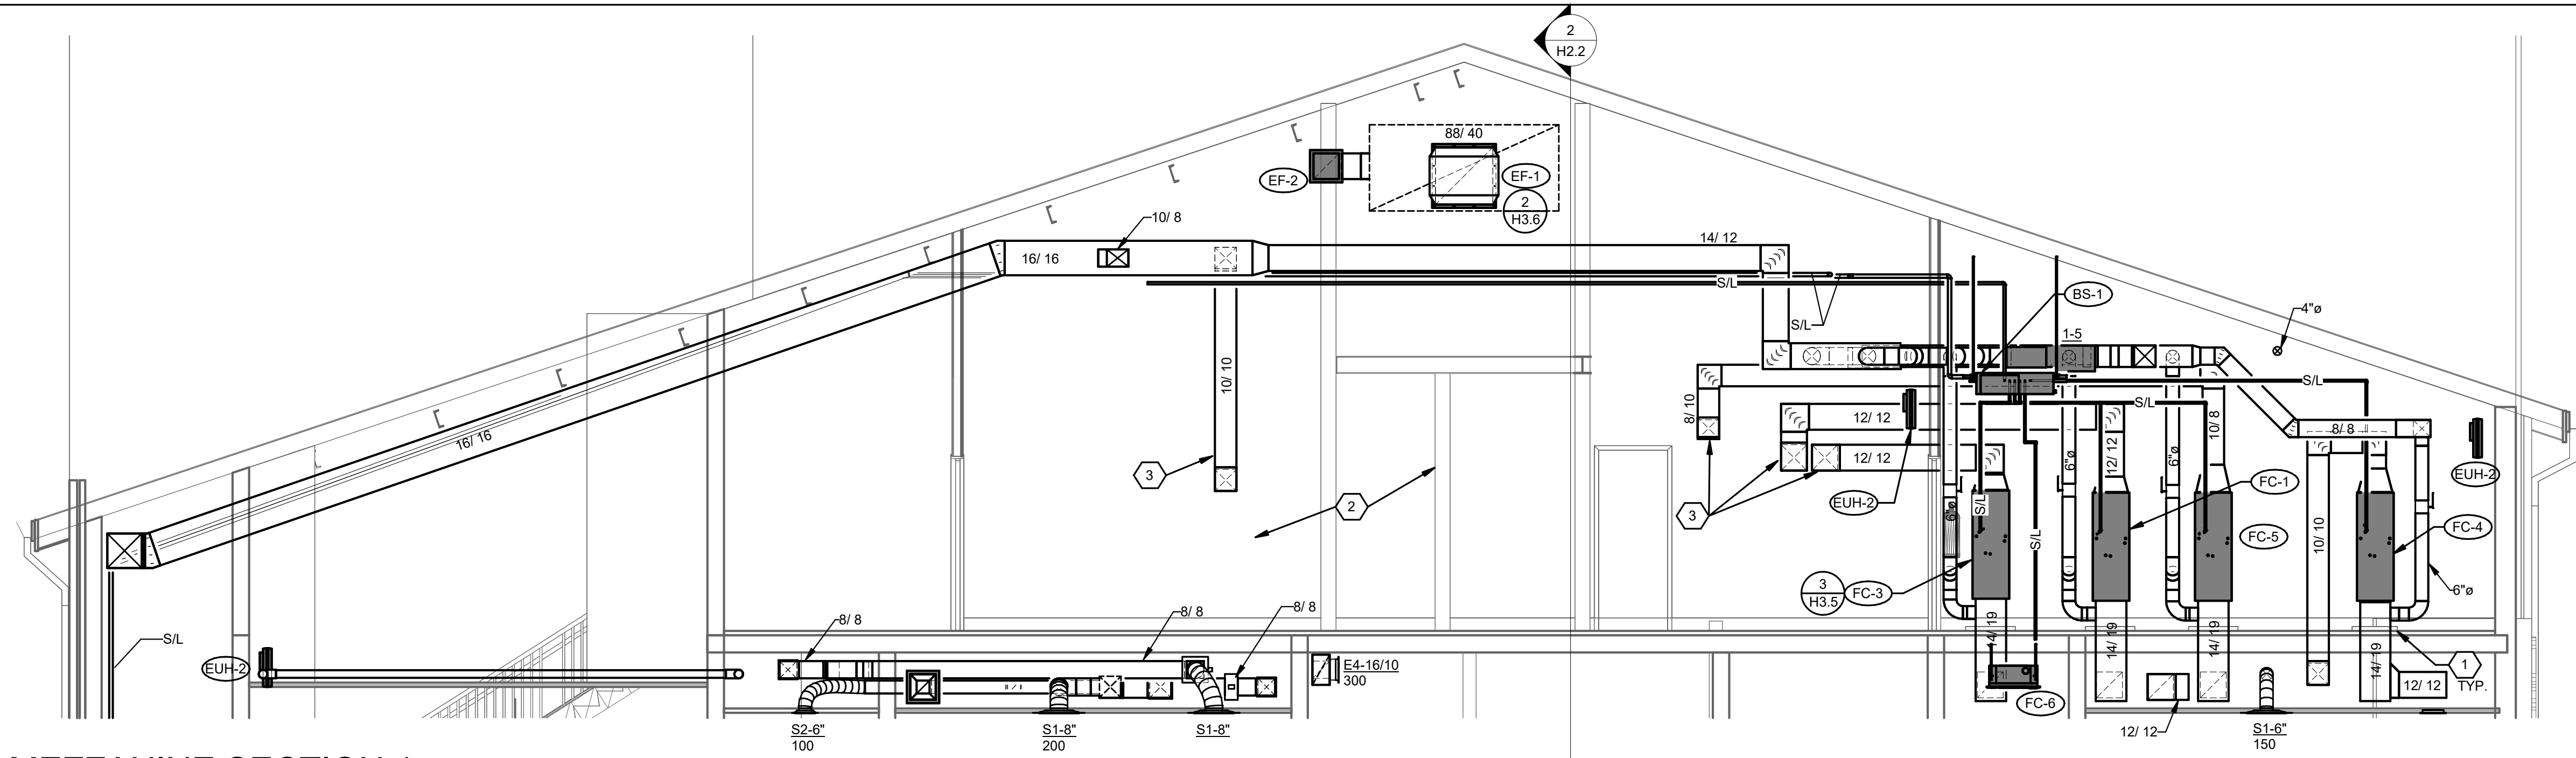 2
H2.2
88/ 40
EF-2
EF-1
2
H3.6
10/ 8
14/ 12
16/ 16
S/L
BS-1
S/L
4"ø
1-5
10/ 10
S/L
8/ 10
12/ 12
S/L
10/ 8
8/ 8
16/ 16
12/ 12
6"ø
12/ 12
6"ø
EUH-2
3
FC-1
2
EUH-2
S/L
3
6"ø
FC-4
FC-5
10/ 10
S/L
3
H3.5
FC-3
6"ø
8/ 8
8/ 8
8/ 8
14/ 19
14/ 19
14/ 19
14/ 19
S/L
EUH-2
E4-16/10
300
1
TYP.
12/ 12
FC-6
S2-6"
100
S1-8"
200
S1-8"
12/ 12
S1-6"
150